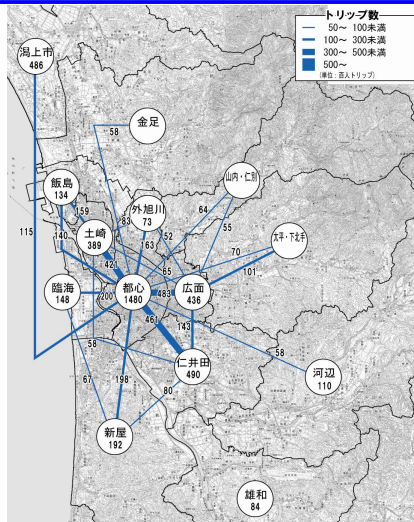 トリップ数
50～ 100未満
100～ 300未満
300～ 500未満
500～
(単位：百人トリップ)
潟上市
486
金足
58
飯島
134
山内・仁別
159
外旭川
73
83
土崎
389
64
52
55
太平・下北手
115
140
163
421
65
70
101
臨海
148
200
都心
1480
483
広面
436
461
143
58
仁井田
490
58
河辺
110
67
198
80
新屋
192
雄和
84